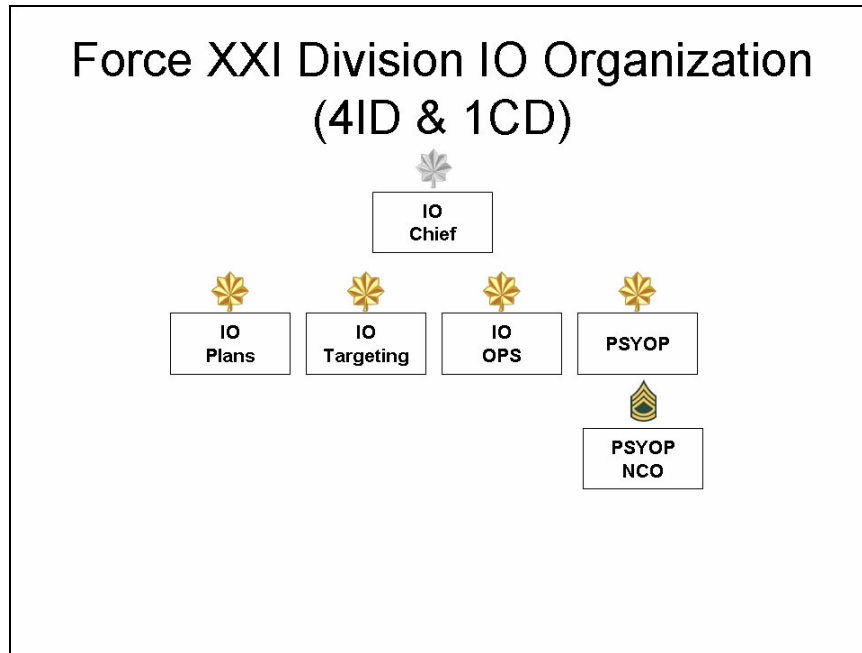 Force XXI Division IO Organization
(4ID & 1CD)
IO
Chief
IO
Plans
IO
Targeting
IO
OPS
PSYOP
PSYOP
NCO